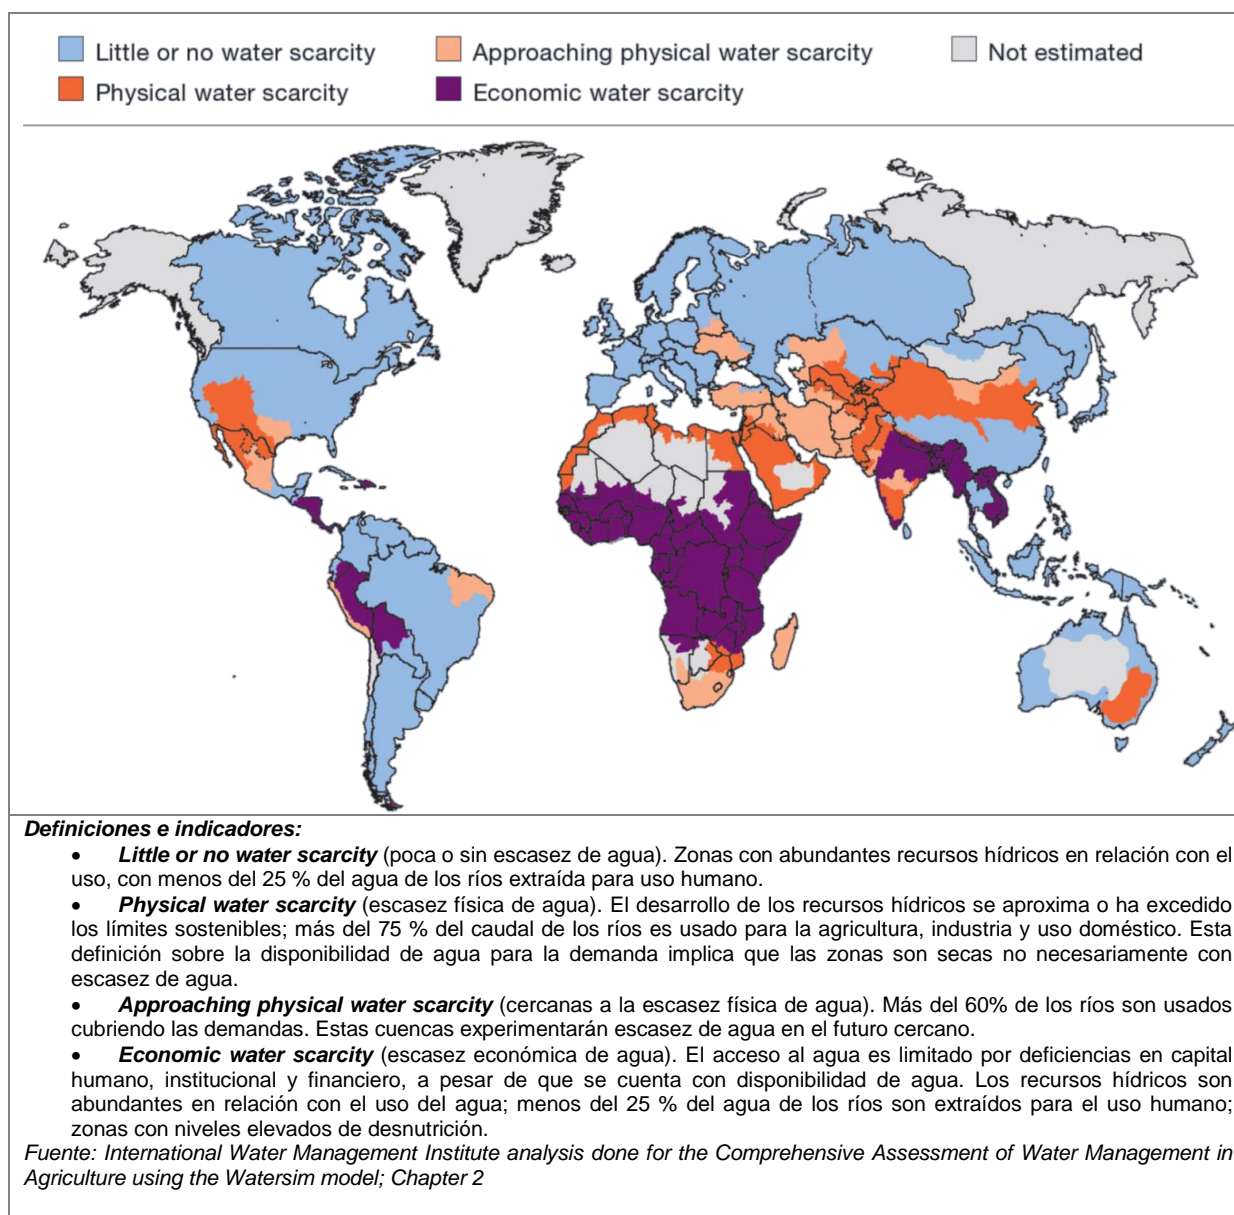 Little or no water scarcity
Approaching physical water scarcity
Not estimated
Physical water scarcity
Economic water scarcity
Definiciones e indicadores:
• Little or no water scarcity (poca o sin escasez de agua). Zonas con abundantes recursos hídricos en relación con el
uso, con menos del 25 % del agua de los ríos extraída para uso humano.
• Physical water scarcity (escasez física de agua). El desarrollo de los recursos hídricos se aproxima o ha excedido
los límites sostenibles; más del 75 % del caudal de los ríos es usado para la agricultura, industria y uso doméstico. Esta
definición sobre la disponibilidad de agua para la demanda implica que las zonas son secas no necesariamente con
escasez de agua.
• Approaching physical water scarcity (cercanas a la escasez física de agua). Más del 60% de los ríos son usados
cubriendo las demandas. Estas cuencas experimentarán escasez de agua en el futuro cercano.
• Economic water scarcity (escasez económica de agua). El acceso al agua es limitado por deficiencias en capital
humano, institucional y financiero, a pesar de que se cuenta con disponibilidad de agua. Los recursos hídricos son
abundantes en relación con el uso del agua; menos del 25 % del agua de los ríos son extraídos para el uso humano;
zonas con niveles elevados de desnutrición.
Fuente: International Water Management Institute analysis done for the Comprehensive Assessment of Water Management in
Agriculture using the Watersim model; Chapter 2